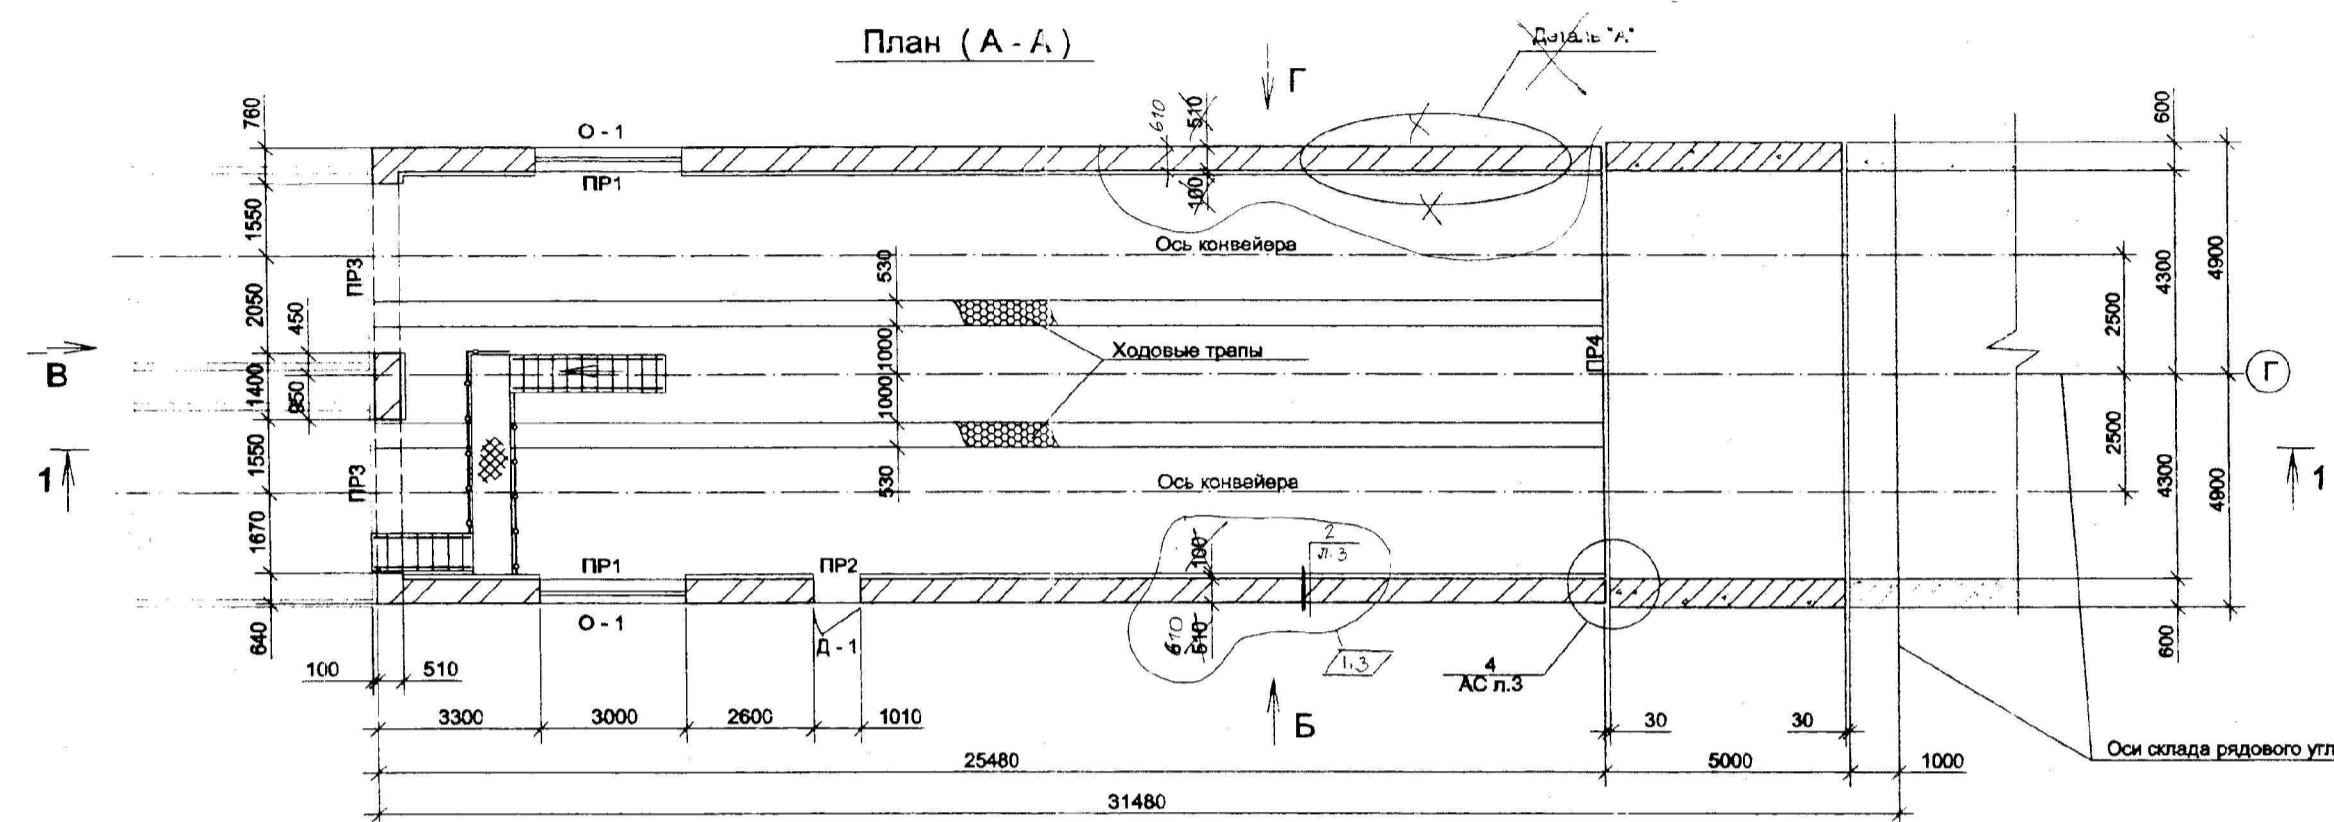 План ( А - А )
Деталь "А"
Г
760
О - 1
610
510
600
ПР1
100
1550
Ось конвейера
530
4300
4900
ПР3
2050
450
2500
1000
Ходовые трапы
ПР4
В
Г
1400
950
1000
1
1550
ПР3
530
Ось конвейера
2500
4300
4900
1
1670
ПР1
ПР2
100
2
л.3
О - 1
Д - 1
610
510
640
600
1.3
4
АС л.3
100
510
3300
3000
2600
1010
Б
30
30
Оси склада рядового угл
25480
5000
1000
31480